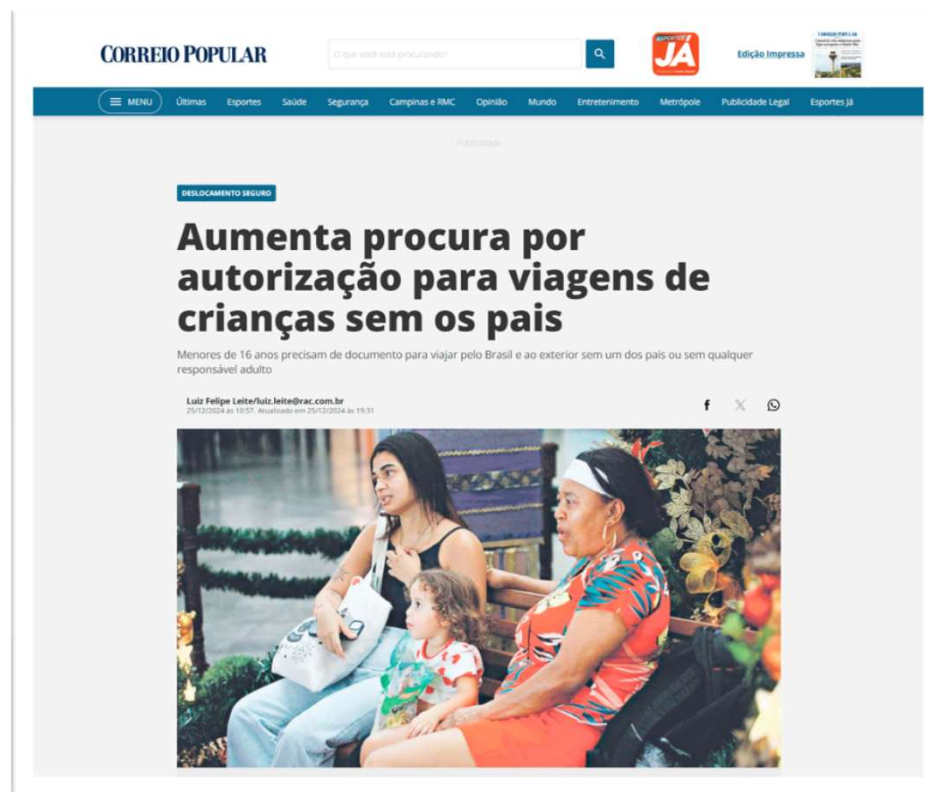 CORREIO POPULAR
O que você está procurando?
ESPORTES
JÁ
Edição Impressa
CORREIO POPULAR
MENU Últimas Esportes Saúde Segurança Campinas e RMC Opinião Mundo Entretenimento Metrópole Publicidade Legal Esportes Já
Publicidade
DESLOCAMENTO SEGURO
Aumenta procura por
autorização para viagens de
crianças sem os pais
Menores de 16 anos precisam de documento para viajar pelo Brasil e ao exterior sem um dos pais ou sem qualquer
responsável adulto
Luiz Felipe Leite/luiz.leite@rac.com.br
25/12/2024 às 10:57. Atualizado em 25/12/2024 às 19:31